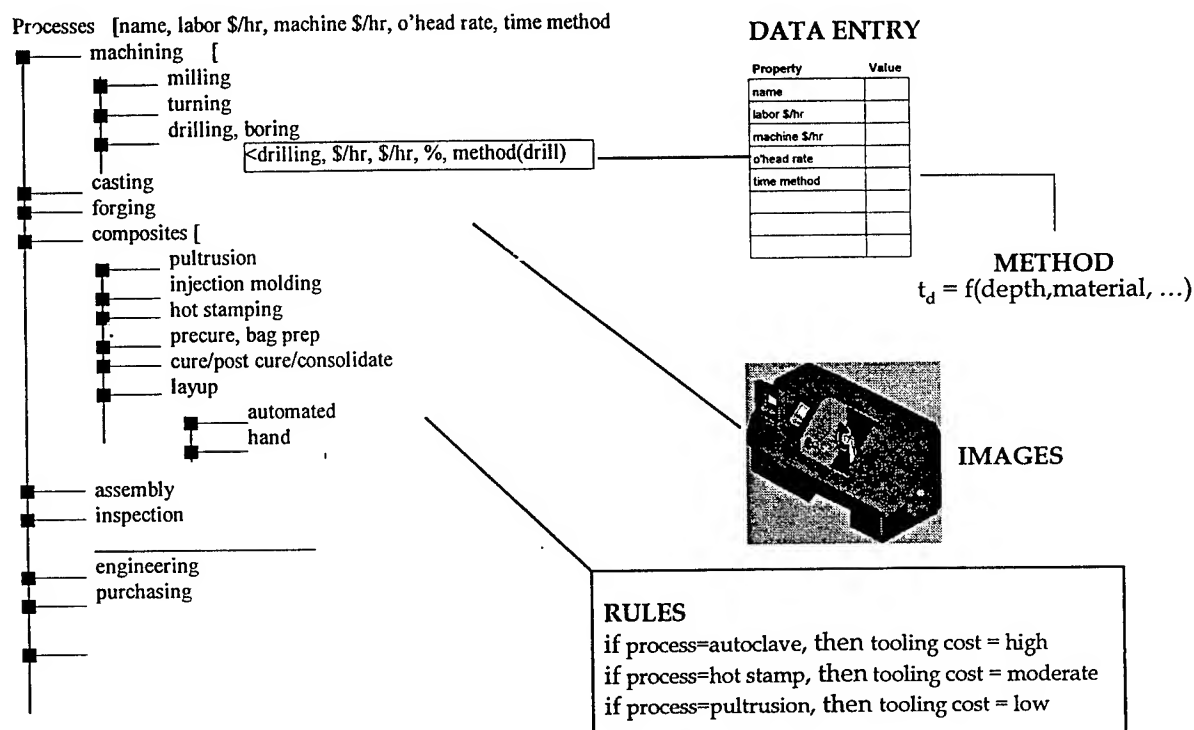 Processes [name, labor $/hr, machine $/hr, o'head rate, time method
machining [
milling
turning
drilling, boring
<drilling, $/hr, $/hr, %, method(drill)
casting
forging
composites [
pultrusion
injection molding
hot stamping
precure, bag prep
cure/post cure/consolidate
layup
automated
hand
assembly
inspection
engineering
purchasing
DATA ENTRY
Property Value
name
labor $/hr
machine $/hr
o'head rate
time method
METHOD
t_d = f(depth,material, ...)
IMAGES
RULES
if process=autoclave, then tooling cost = high
if process=hot stamp, then tooling cost = moderate
if process=pultrusion, then tooling cost = low